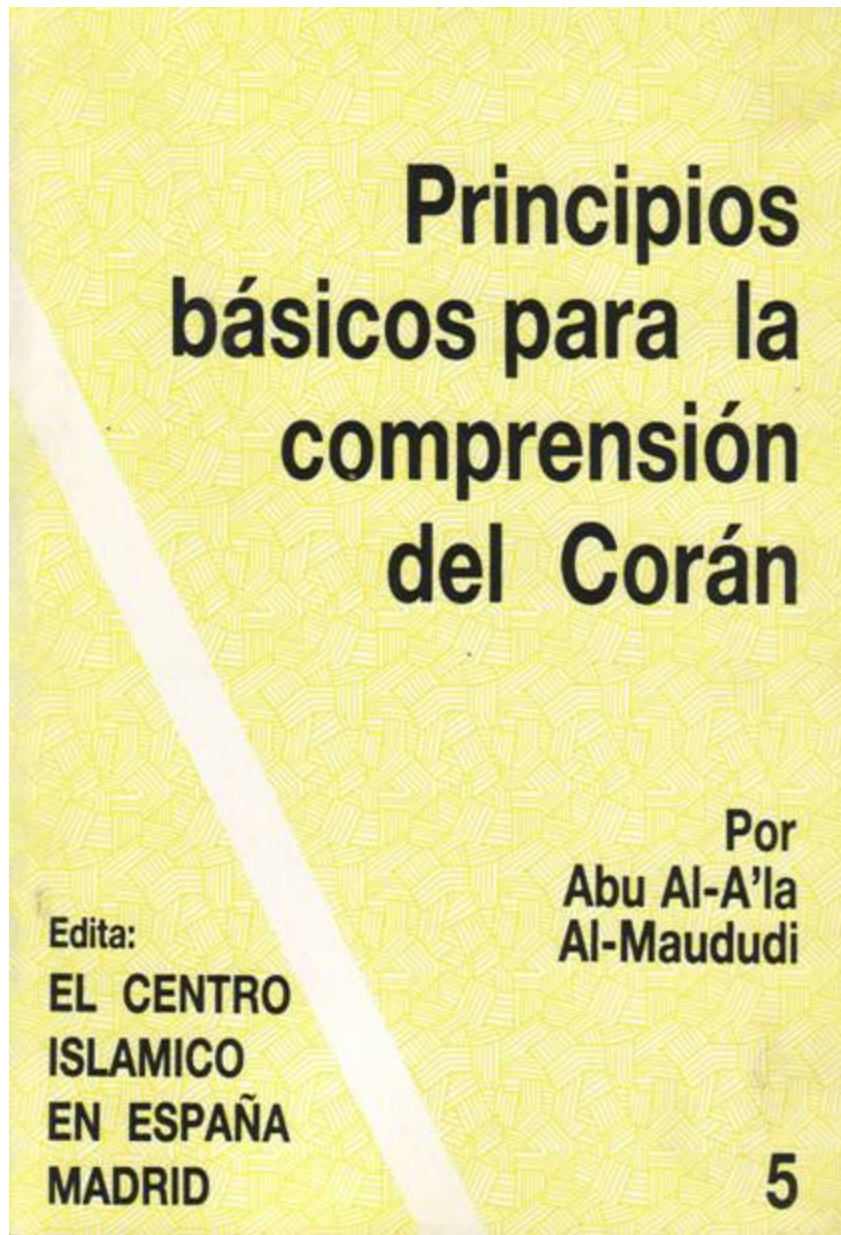 Principios
básicos para la
comprensión
del Corán
Por
Abu Al-A'la
Al-Maududi
Edita:
EL CENTRO
ISLAMICO
EN ESPAÑA
MADRID
5